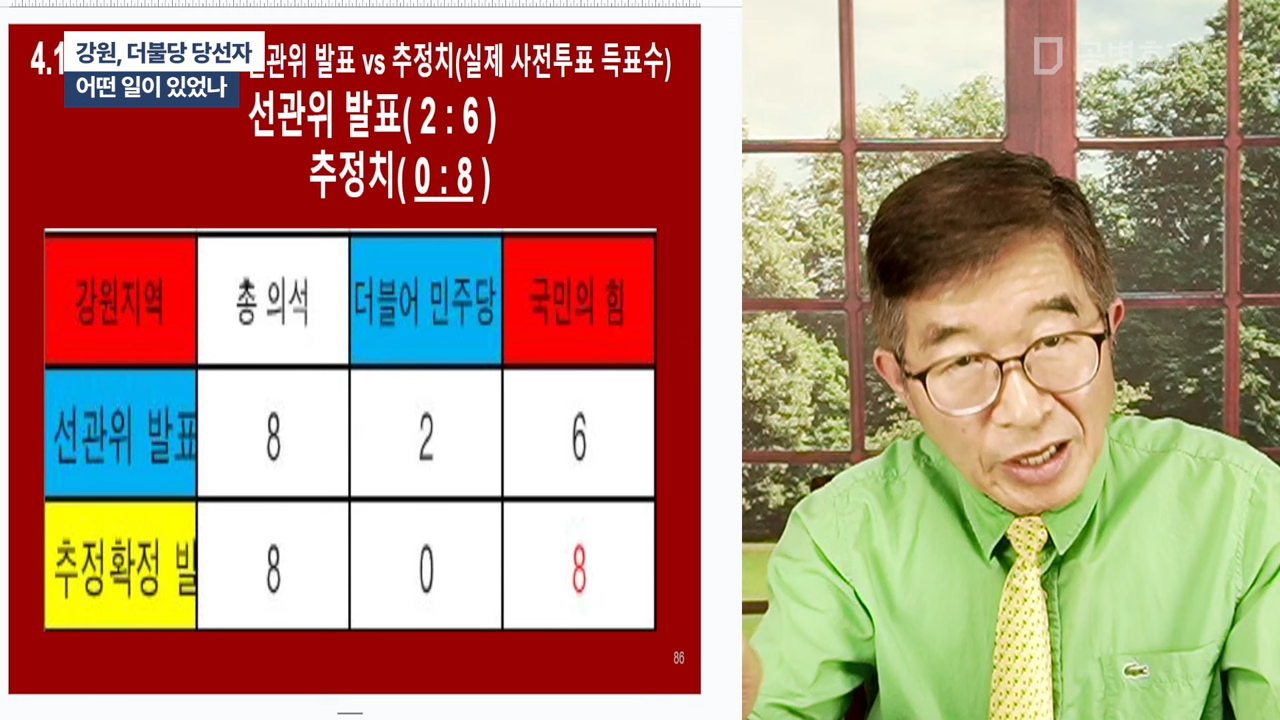 강원, 더불당 당선자
어떤 일이 있었나
4.1
선관위 발표 vs 추정치(실제 사전투표 득표수)
선관위 발표( 2 : 6 )
추정치( 0 : 8 )
강원지역 총 의석 더블어 민주당 국민의 힘
선관위 발표 8 2 6
추정확정 발 8 0 8
86